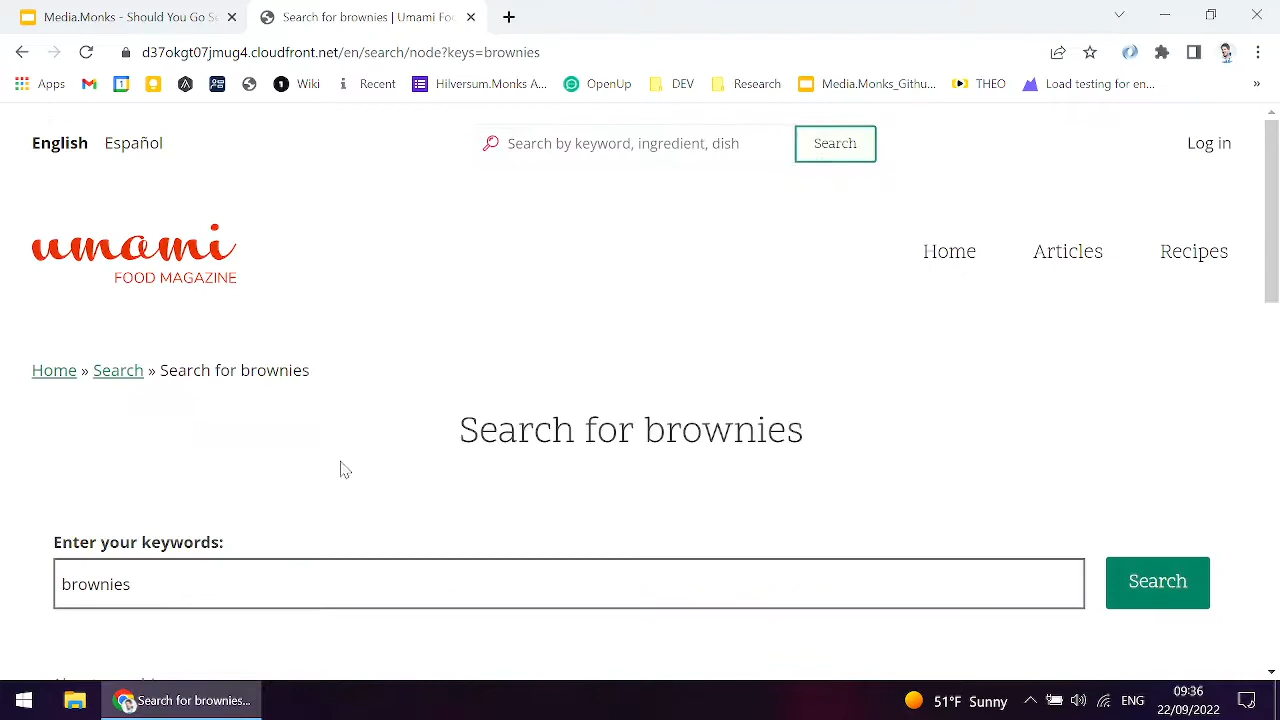 Media.Monks - Should You Go Se
Search for brownies | Umami Foo
d37okgt07jmug4.cloudfront.net/en/search/node?keys=brownies
Apps
Wiki
Recent
Hilversum.Monks A...
OpenUp
DEV
Research
Media.Monks_Githu...
THEO
Load testing for en...
»
English
Español
Search by keyword, ingredient, dish
Search
Log in
umami
FOOD MAGAZINE
Home
Articles
Recipes
Home » Search » Search for brownies
Search for brownies
Enter your keywords:
brownies
Search
Search for brownies...
51°F Sunny
ENG
09:36
22/09/2022